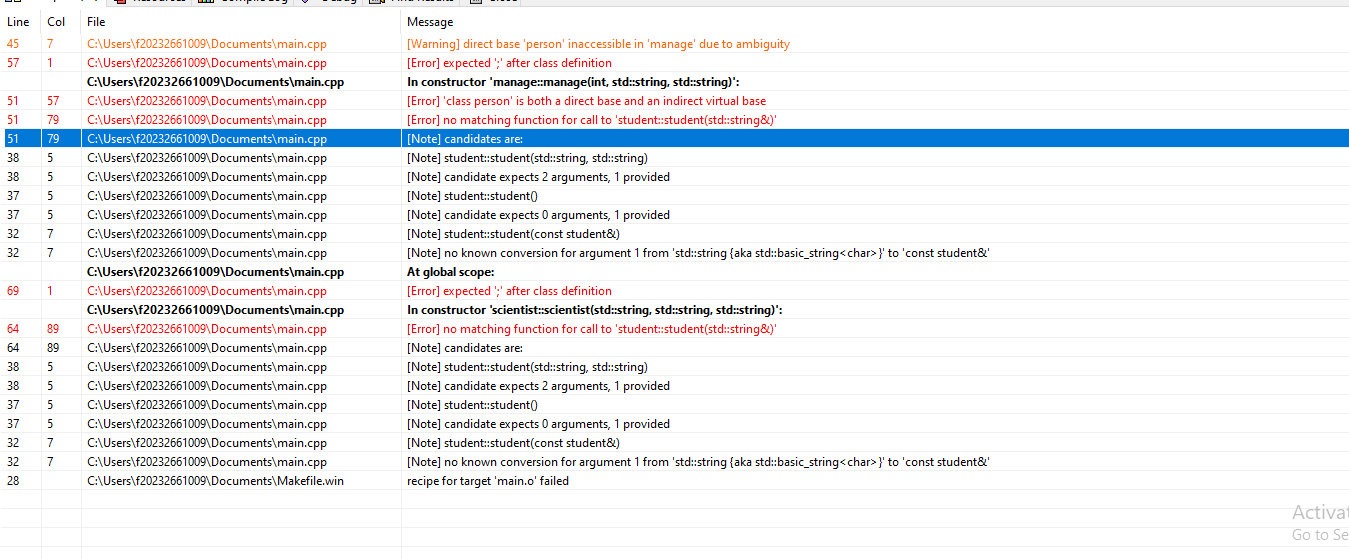 Line Col File Message
45 7 C:\Users\f20232661009\Documents\main.cpp [Warning] direct base 'person' inaccessible in 'manage' due to ambiguity
57 1 C:\Users\f20232661009\Documents\main.cpp [Error] expected ';' after class definition
C:\Users\f20232661009\Documents\main.cpp In constructor 'manage::manage(int, std::string, std::string)':
51 57 C:\Users\f20232661009\Documents\main.cpp [Error] 'class person' is both a direct base and an indirect virtual base
51 79 C:\Users\f20232661009\Documents\main.cpp [Error] no matching function for call to 'student::student(std::string&)'
51 79 C:\Users\f20232661009\Documents\main.cpp [Note] candidates are:
38 5 C:\Users\f20232661009\Documents\main.cpp [Note] student::student(std::string, std::string)
38 5 C:\Users\f20232661009\Documents\main.cpp [Note] candidate expects 2 arguments, 1 provided
37 5 C:\Users\f20232661009\Documents\main.cpp [Note] student::student()
37 5 C:\Users\f20232661009\Documents\main.cpp [Note] candidate expects 0 arguments, 1 provided
32 7 C:\Users\f20232661009\Documents\main.cpp [Note] student::student(const student&)
32 7 C:\Users\f20232661009\Documents\main.cpp [Note] no known conversion for argument 1 from 'std::string {aka std::basic_string<char>}' to 'const student&'
C:\Users\f20232661009\Documents\main.cpp At global scope:
69 1 C:\Users\f20232661009\Documents\main.cpp [Error] expected ';' after class definition
C:\Users\f20232661009\Documents\main.cpp In constructor 'scientist::scientist(std::string, std::string, std::string)':
64 89 C:\Users\f20232661009\Documents\main.cpp [Error] no matching function for call to 'student::student(std::string&)'
64 89 C:\Users\f20232661009\Documents\main.cpp [Note] candidates are:
38 5 C:\Users\f20232661009\Documents\main.cpp [Note] student::student(std::string, std::string)
38 5 C:\Users\f20232661009\Documents\main.cpp [Note] candidate expects 2 arguments, 1 provided
37 5 C:\Users\f20232661009\Documents\main.cpp [Note] student::student()
37 5 C:\Users\f20232661009\Documents\main.cpp [Note] candidate expects 0 arguments, 1 provided
32 7 C:\Users\f20232661009\Documents\main.cpp [Note] student::student(const student&)
32 7 C:\Users\f20232661009\Documents\main.cpp [Note] no known conversion for argument 1 from 'std::string {aka std::basic_string<char>}' to 'const student&'
28 C:\Users\f20232661009\Documents\Makefile.win recipe for target 'main.o' failed
Activat
Go to Se